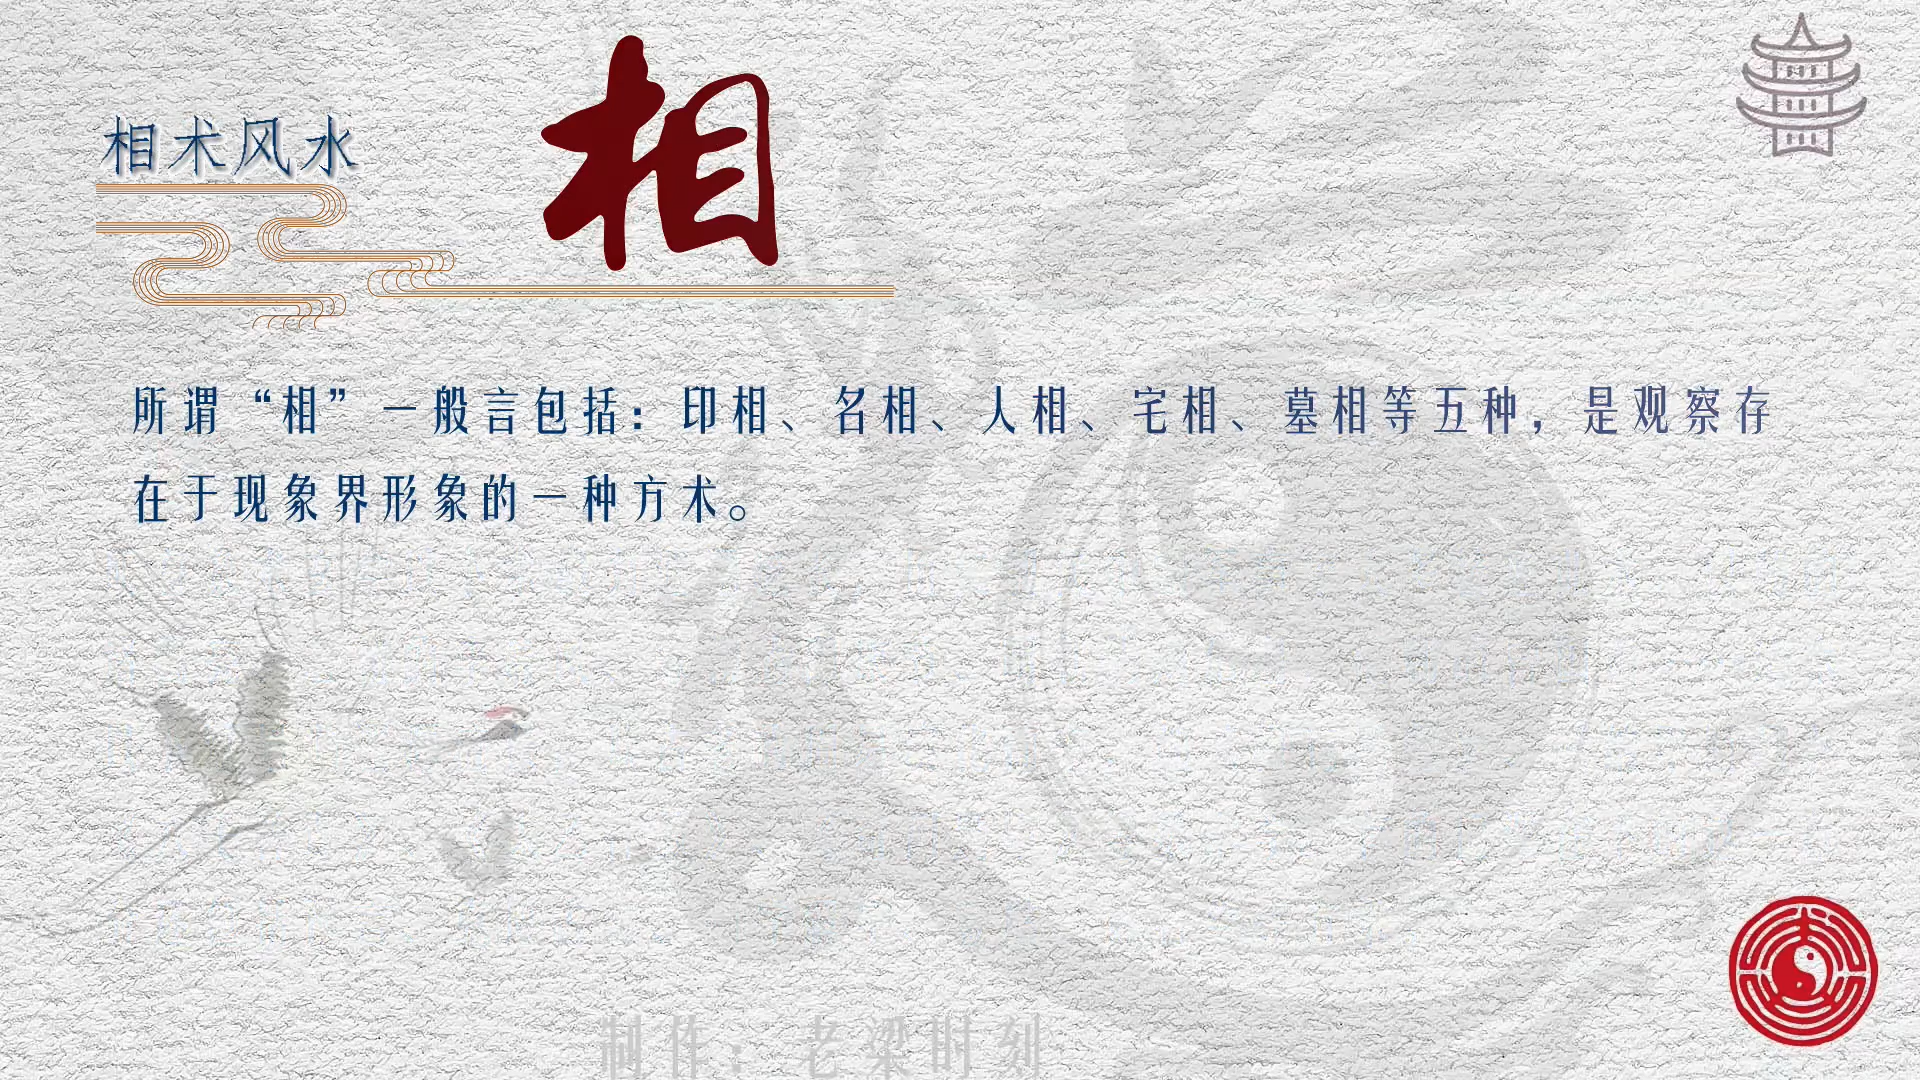 相术风水
相
所谓“相”一般言包括：印相、名相、人相、宅相、墓相等五种，是观察存
在于现象界形象的一种方术。
制作：老梁时刻